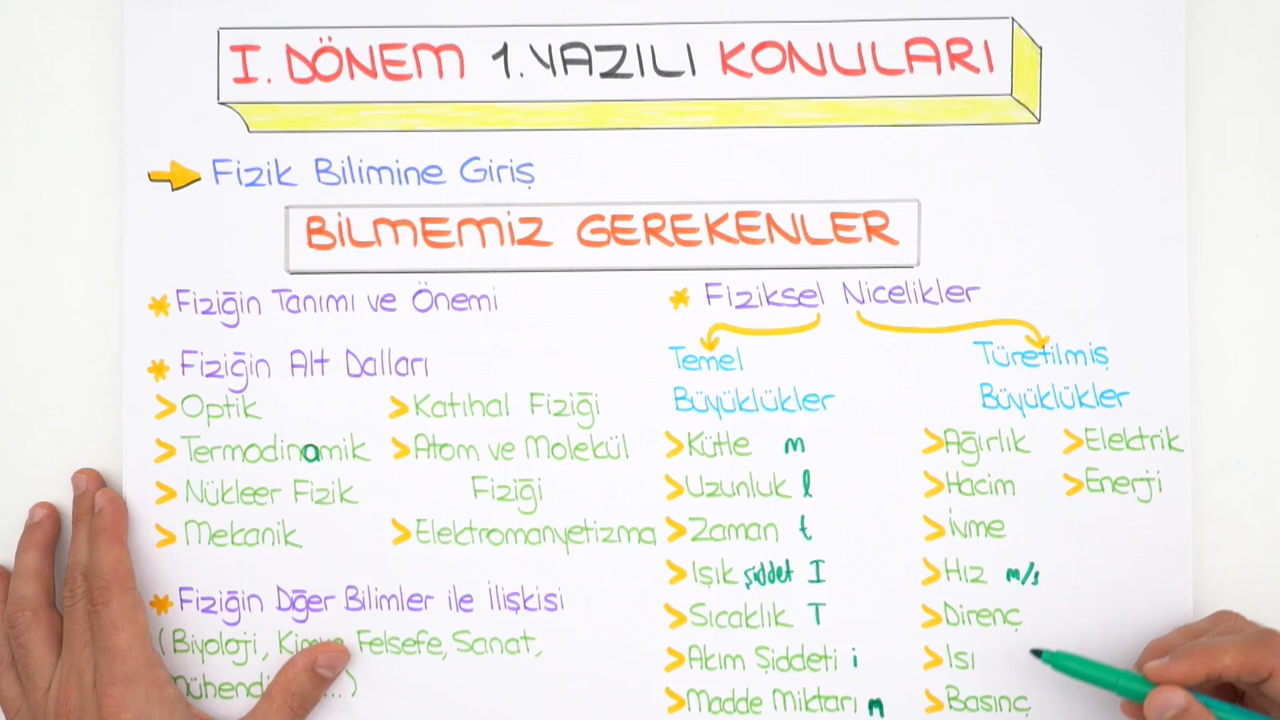 I. DÖNEM 1. YAZILI KONULARI
Fizik Bilimine Giriş
BİLMEMİZ GEREKENLER
Fiziğin Tanımı ve Önemi
Fiziğin Alt Dalları
Optik
Termodinamik
Nükleer Fizik
Mekanik
Katıhal Fiziği
Atom ve Molekül
Fiziği
Elektromanyetizma
Fiziğin Dğer Bilimler ile İlişkisi
(Biyoloji, Felsefe, Sanat,
...)
Fiziksel Nicelikler
Temel
Büyüklükler
Kütle m
Uzunluk l
Zaman t
Işık şiddet I
Sıcaklık T
Akım Şiddeti i
Madde Miktarı n
Türetilmiş
Büyüklükler
Ağırlık
Hacim
İvme
Hız m/s
Direnç
Isı
Basınç
Elektrik
Enerji